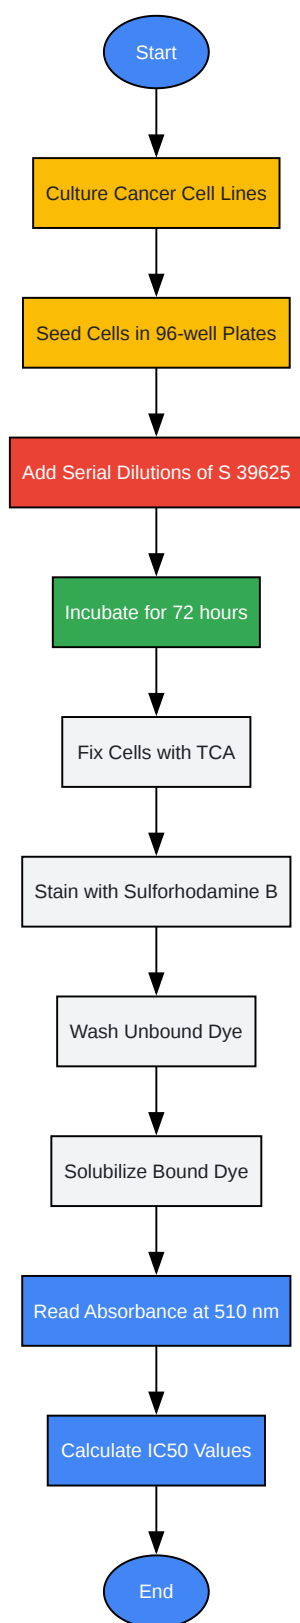 Start
Culture Cancer Cell Lines
Seed Cells in 96-well Plates
Add Serial Dilutions of S 39625
Incubate for 72 hours
Fix Cells with TCA
Stain with Sulforhodamine B
Wash Unbound Dye
Solubilize Bound Dye
Read Absorbance at 510 nm
Calculate IC50 Values
End